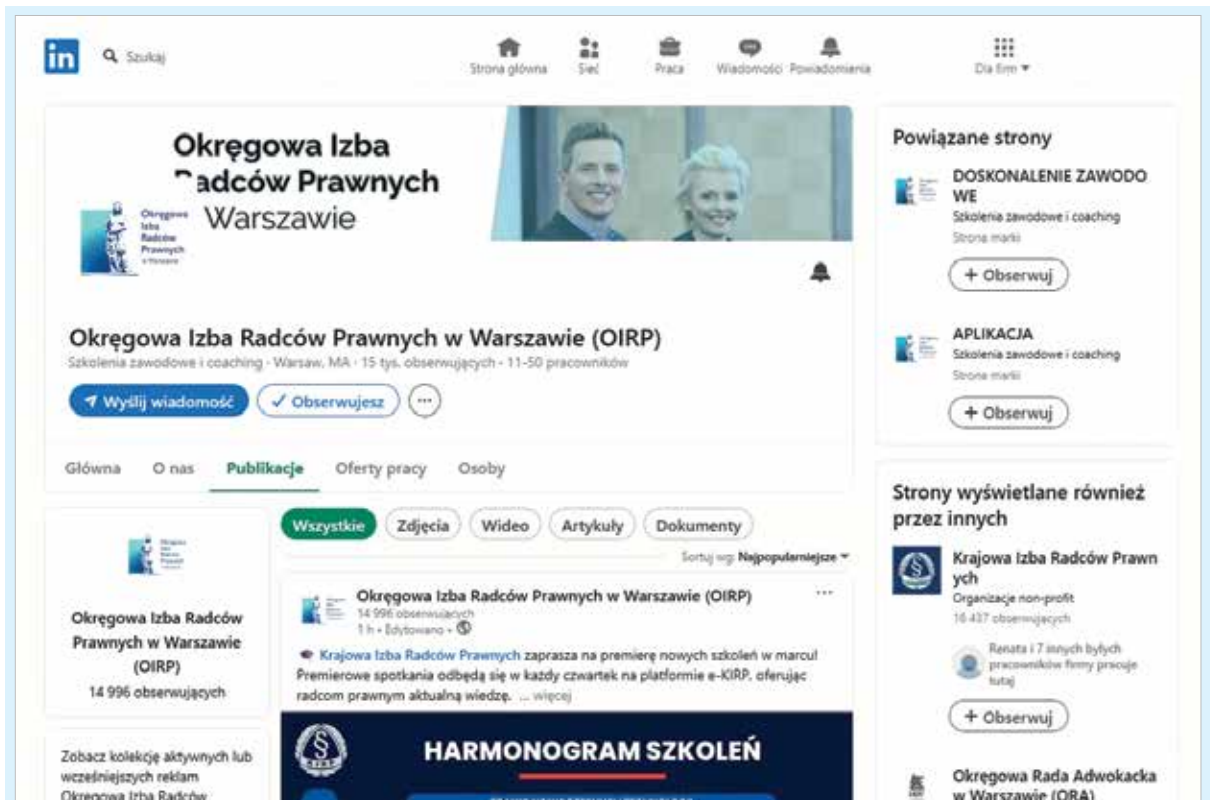 in
Szukaj
Strona główna
Sieć
Praca
Wiadomości
Powiadomienia
Dla firm
Okręgowa Izba
adców Prawnych
Warszawie
Okręgowa
Izba
Radców
Prawnych
w Warszawie
Okręgowa Izba Radców Prawnych w Warszawie (OIRP)
Szkolenia zawodowe i coaching · Warsaw, MA · 15 tys. obserwujących · 11-50 pracowników
Wyślij wiadomość
✓ Obserwujesz
...
Główna
O nas
Publikacje
Oferty pracy
Osoby
Okręgowa Izba Radców
Prawnych w Warszawie
(OIRP)
14 996 obserwujących
Zobacz kolekcję aktywnych lub
wcześniejszych reklam
Okręgowa Izba Radców
Wszystkie
Zdjęcia
Wideo
Artykuły
Dokumenty
Sortuj wg: Najpopularniejsze
Okręgowa Izba Radców Prawnych w Warszawie (OIRP)
14 996 obserwujących
1 h • Edytowano •
Krajowa Izba Radców Prawnych zaprasza na premierę nowych szkoleń w marcu!
Premierowe spotkania odbędą się w każdy czwartek na platformie e-KIRP, oferując
radcom prawnym aktualną wiedzę. ... więcej
KIRP
HARMONOGRAM SZKOLEŃ
Powiązane strony
DOSKONALENIE ZAWODO
WE
Szkolenia zawodowe i coaching
Strona marki
+ Obserwuj
APLIKACJA
Szkolenia zawodowe i coaching
Strona marki
+ Obserwuj
Strony wyświetlane również
przez innych
Krajowa Izba Radców Prawn
ych
Organizacje non-profit
16 437 obserwujących
Renata i 7 innych byłych
pracowników firmy pracuje
tutaj
+ Obserwuj
Okręgowa Rada Adwokacka
w Warszawie (ORA)